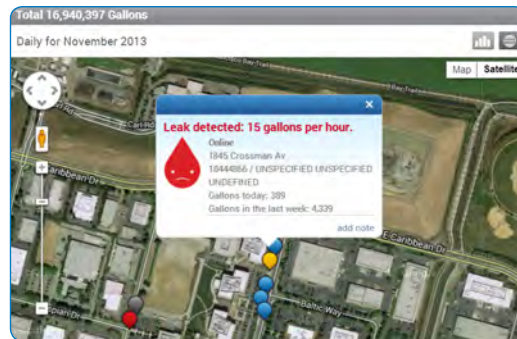 Total 16,940,397 Gallons
Daily for November 2013
Map Satellite
Leak detected: 15 gallons per hour.
Online
1845 Crossman Av
18444866 / UNSPECIFIED UNSPECIFIED
UNDEFINED
Gallons today: 389
Gallons in the last week: 4,339
add note
Caribbean Dr
E Caribbean Dr
Baltic Way